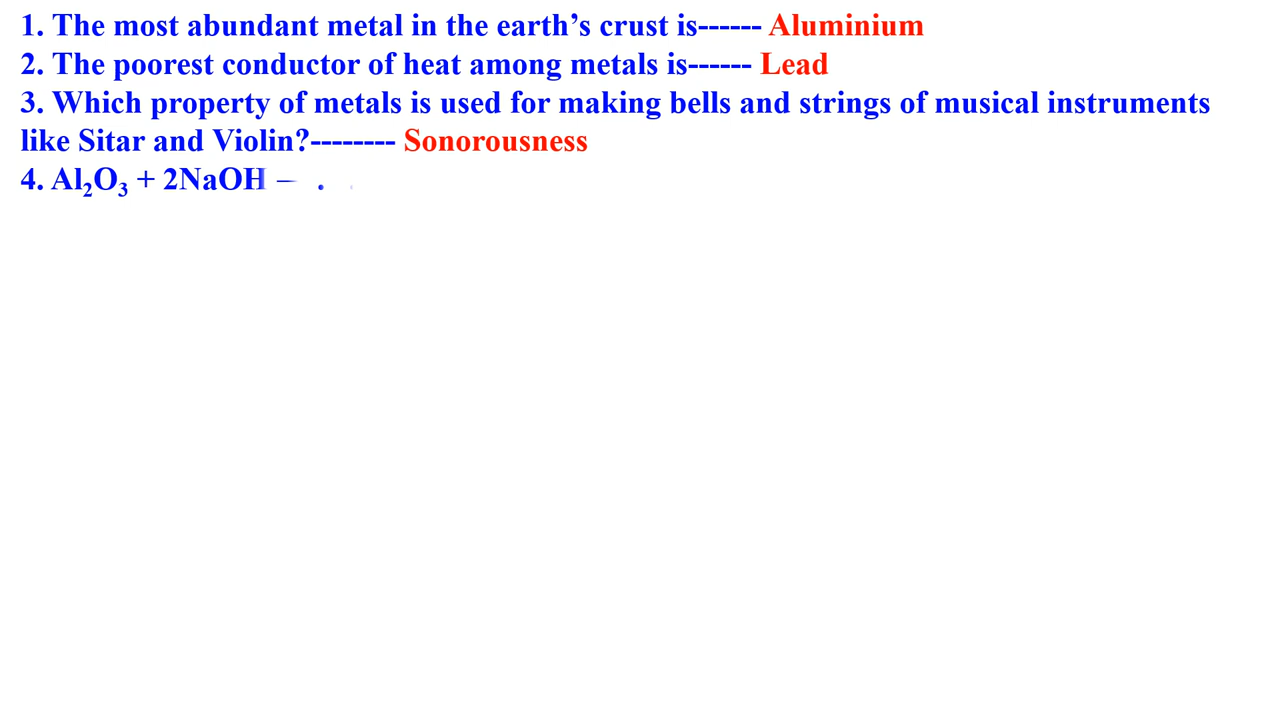 1. The most abundant metal in the earth’s crust is------ Aluminium
2. The poorest conductor of heat among metals is------ Lead
3. Which property of metals is used for making bells and strings of musical instruments
like Sitar and Violin?-------- Sonorousness
4. Al₂O₃ + 2NaOH –